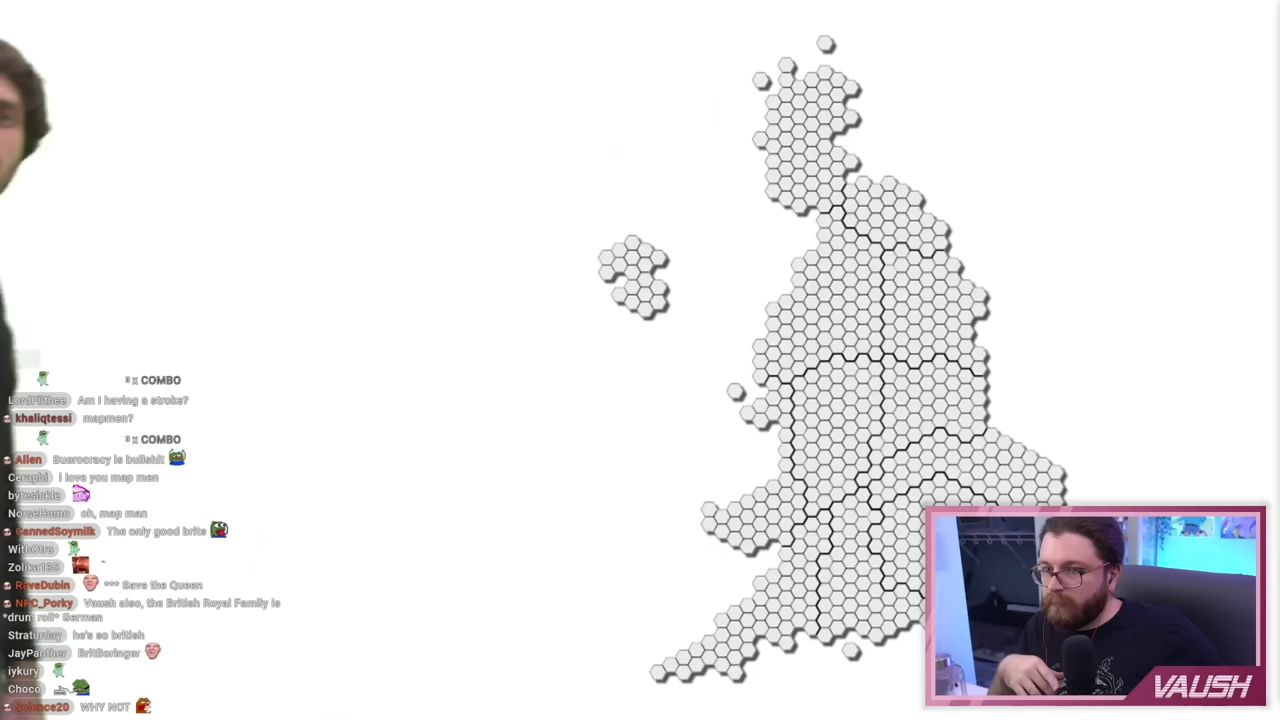 3 x COMBO
LordFilthee Am I having a stroke?
khaliqtessi mapmen?
3 x COMBO
Allen Buerocracy is bullshit
Ceraphi i love you map men
bytesickle
NorseHomo oh, map man
CannedSoymilk The only good brits
WithOtro
Zolika135 ~
RaveDubin *** Save the Queen
NRC_Porky Vaush also, the British Royal Family is
*drum roll* German
Straturday he's so british
JayPanther BritBoringer
iykury
Choco
Science20 WHY NOT
VAUSH